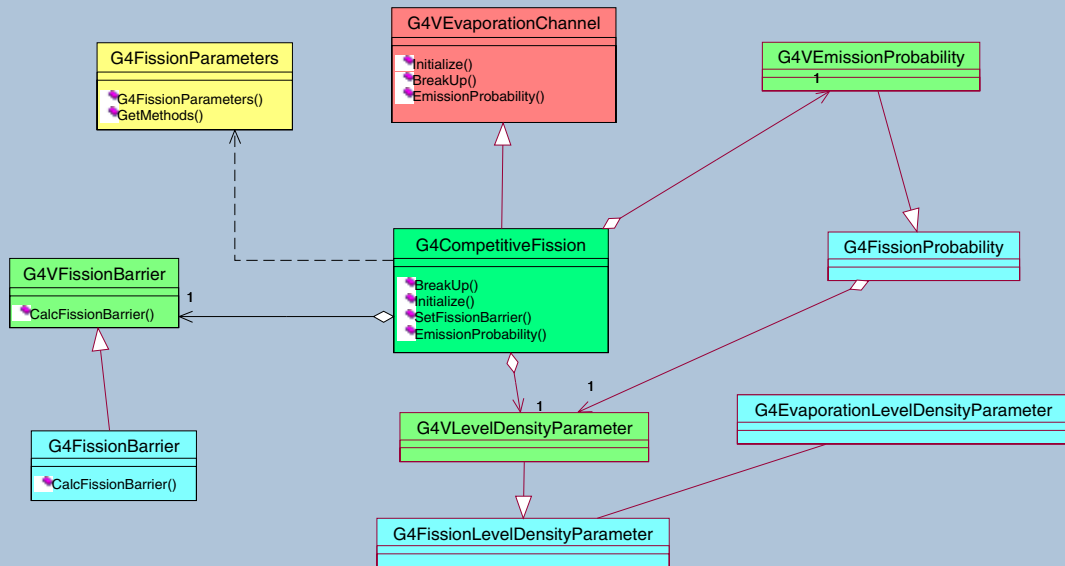 G4VEvaporationChannel
Initialize()
BreakUp()
EmissionProbability()
G4FissionParameters
G4FissionParameters()
GetMethods()
G4VEmissionProbability
1
G4CompetitiveFission
BreakUp()
Initialize()
SetFissionBarrier()
EmissionProbability()
G4FissionProbability
G4VFissionBarrier
CalcFissionBarrier()
1
G4FissionBarrier
CalcFissionBarrier()
1
1
G4VLevelDensityParameter
G4EvaporationLevelDensityParameter
G4FissionLevelDensityParameter